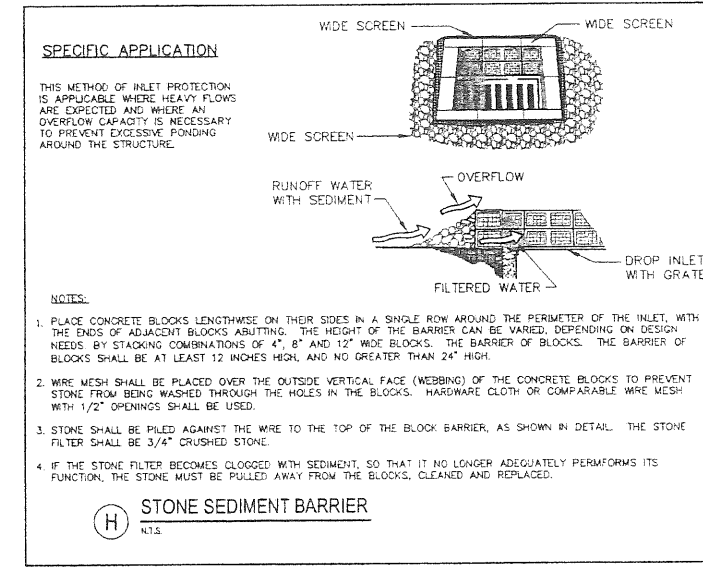 WIDE SCREEN
WIDE SCREEN
SPECIFIC APPLICATION
THIS METHOD OF INLET PROTECTION
IS APPLICABLE WHERE HEAVY FLOWS
ARE EXPECTED AND WHERE AN
OVERFLOW CAPACITY IS NECESSARY
TO PREVENT EXCESSIVE PONDING
AROUND THE STRUCTURE.
WIDE SCREEN
OVERFLOW
RUNOFF WATER
WITH SEDIMENT
DROP INLET
WITH GRATE
FILTERED WATER
NOTES:
1. PLACE CONCRETE BLOCKS LENGTHWISE ON THEIR SIDES IN A SINGLE ROW AROUND THE PERIMETER OF THE INLET, WITH
THE ENDS OF ADJACENT BLOCKS ABUTTING. THE HEIGHT OF THE BARRIER CAN BE VARIED, DEPENDING ON DESIGN
NEEDS. BY STACKING COMBINATIONS OF 4", 8" AND 12" WIDE BLOCKS. THE BARRIER OF BLOCKS. THE BARRIER OF
BLOCKS SHALL BE AT LEAST 12 INCHES HIGH, AND NO GREATER THAN 24" HIGH.
2. WIRE MESH SHALL BE PLACED OVER THE OUTSIDE VERTICAL FACE (WEBBING) OF THE CONCRETE BLOCKS TO PREVENT
STONE FROM BEING WASHED THROUGH THE HOLES IN THE BLOCKS. HARDWARE CLOTH OR COMPARABLE WIRE MESH
WITH 1/2" OPENINGS SHALL BE USED.
3. STONE SHALL BE PILED AGAINST THE WIRE TO THE TOP OF THE BLOCK BARRIER, AS SHOWN IN DETAIL. THE STONE
FILTER SHALL BE 3/4" CRUSHED STONE.
4. IF THE STONE FILTER BECOMES CLOGGED WITH SEDIMENT, SO THAT IT NO LONGER ADEQUATELY PERMFORMS ITS
FUNCTION, THE STONE MUST BE PULLED AWAY FROM THE BLOCKS, CLEANED AND REPLACED.
H STONE SEDIMENT BARRIER
N.T.S.